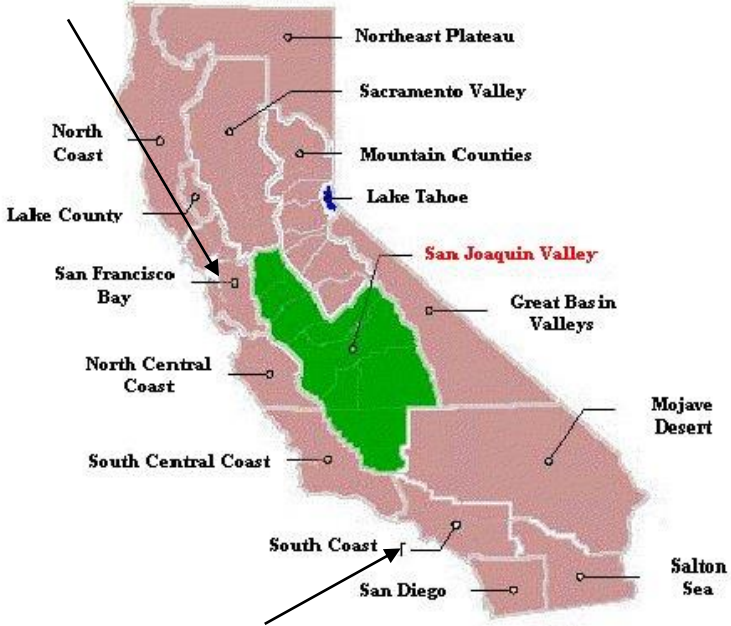 Northeast Plateau
Sacramento Valley
North
Coast
Mountain Counties
Lake Tahoe
Lake County
San Joaquin Valley
San Francisco
Bay
Great Basin
Valleys
North Central
Coast
Mojave
Desert
South Central Coast
South Coast
Salton
Sea
San Diego